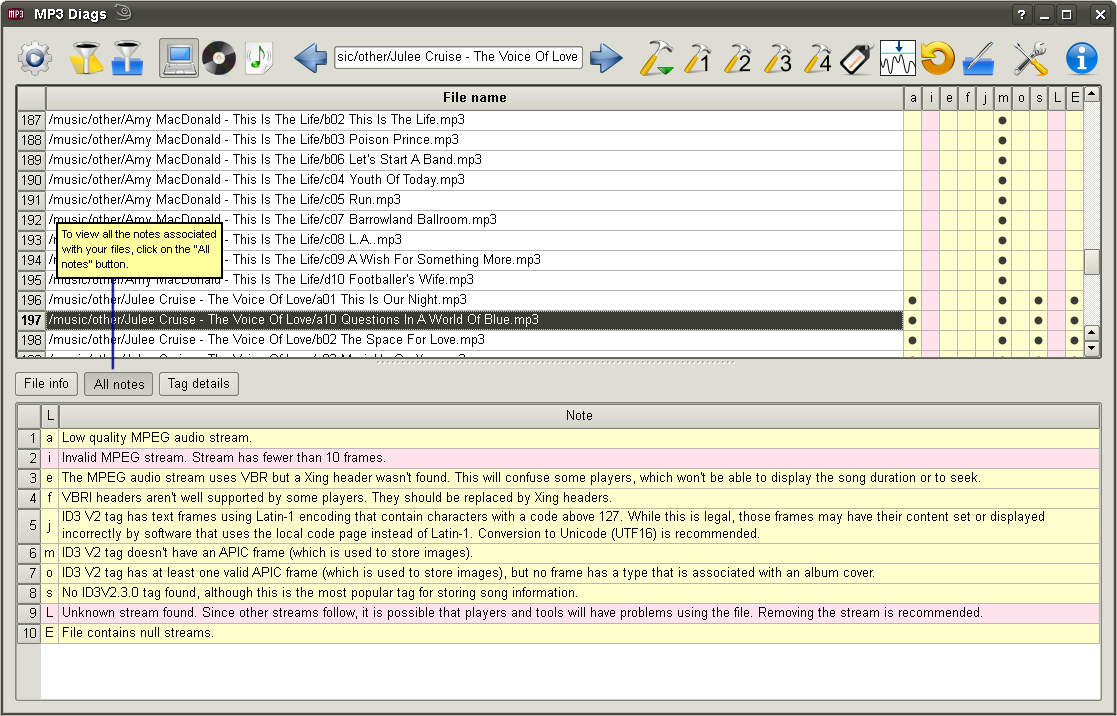 MP3 MP3 Diags
sic/other/Julee Cruise - The Voice Of Love
1 2 3 4
File name a i e f j m o s L E
187 /music/other/Amy MacDonald - This Is The Life/b02 This Is The Life.mp3
188 /music/other/Amy MacDonald - This Is The Life/b03 Poison Prince.mp3
189 /music/other/Amy MacDonald - This Is The Life/b06 Let's Start A Band.mp3
190 /music/other/Amy MacDonald - This Is The Life/c04 Youth Of Today.mp3
191 /music/other/Amy MacDonald - This Is The Life/c05 Run.mp3
192 /music/other/Amy MacDonald - This Is The Life/c07 Barrowland Ballroom.mp3
193 - This Is The Life/c08 L.A..mp3
194 - This Is The Life/c09 A Wish For Something More.mp3
195 /music/other/Amy MacDonald - This Is The Life/d10 Footballer's Wife.mp3
To view all the notes associated
with your files, click on the "All
notes" button.
196 /music/other/Julee Cruise - The Voice Of Love/a01 This Is Our Night.mp3
197 /music/other/Julee Cruise - The Voice Of Love/a10 Questions In A World Of Blue.mp3
198 /music/other/Julee Cruise - The Voice Of Love/b02 The Space For Love.mp3
File info All notes Tag details
L Note
1 a Low quality MPEG audio stream.
2 i Invalid MPEG stream. Stream has fewer than 10 frames.
3 e The MPEG audio stream uses VBR but a Xing header wasn't found. This will confuse some players, which won't be able to display the song duration or to seek.
4 f VBRI headers aren't well supported by some players. They should be replaced by Xing headers.
5 j ID3 V2 tag has text frames using Latin-1 encoding that contain characters with a code above 127. While this is legal, those frames may have their content set or displayed
incorrectly by software that uses the local code page instead of Latin-1. Conversion to Unicode (UTF16) is recommended.
6 m ID3 V2 tag doesn't have an APIC frame (which is used to store images).
7 o ID3 V2 tag has at least one valid APIC frame (which is used to store images), but no frame has a type that is associated with an album cover.
8 s No ID3V2.3.0 tag found, although this is the most popular tag for storing song information.
9 L Unknown stream found. Since other streams follow, it is possible that players and tools will have problems using the file. Removing the stream is recommended.
10 E File contains null streams.